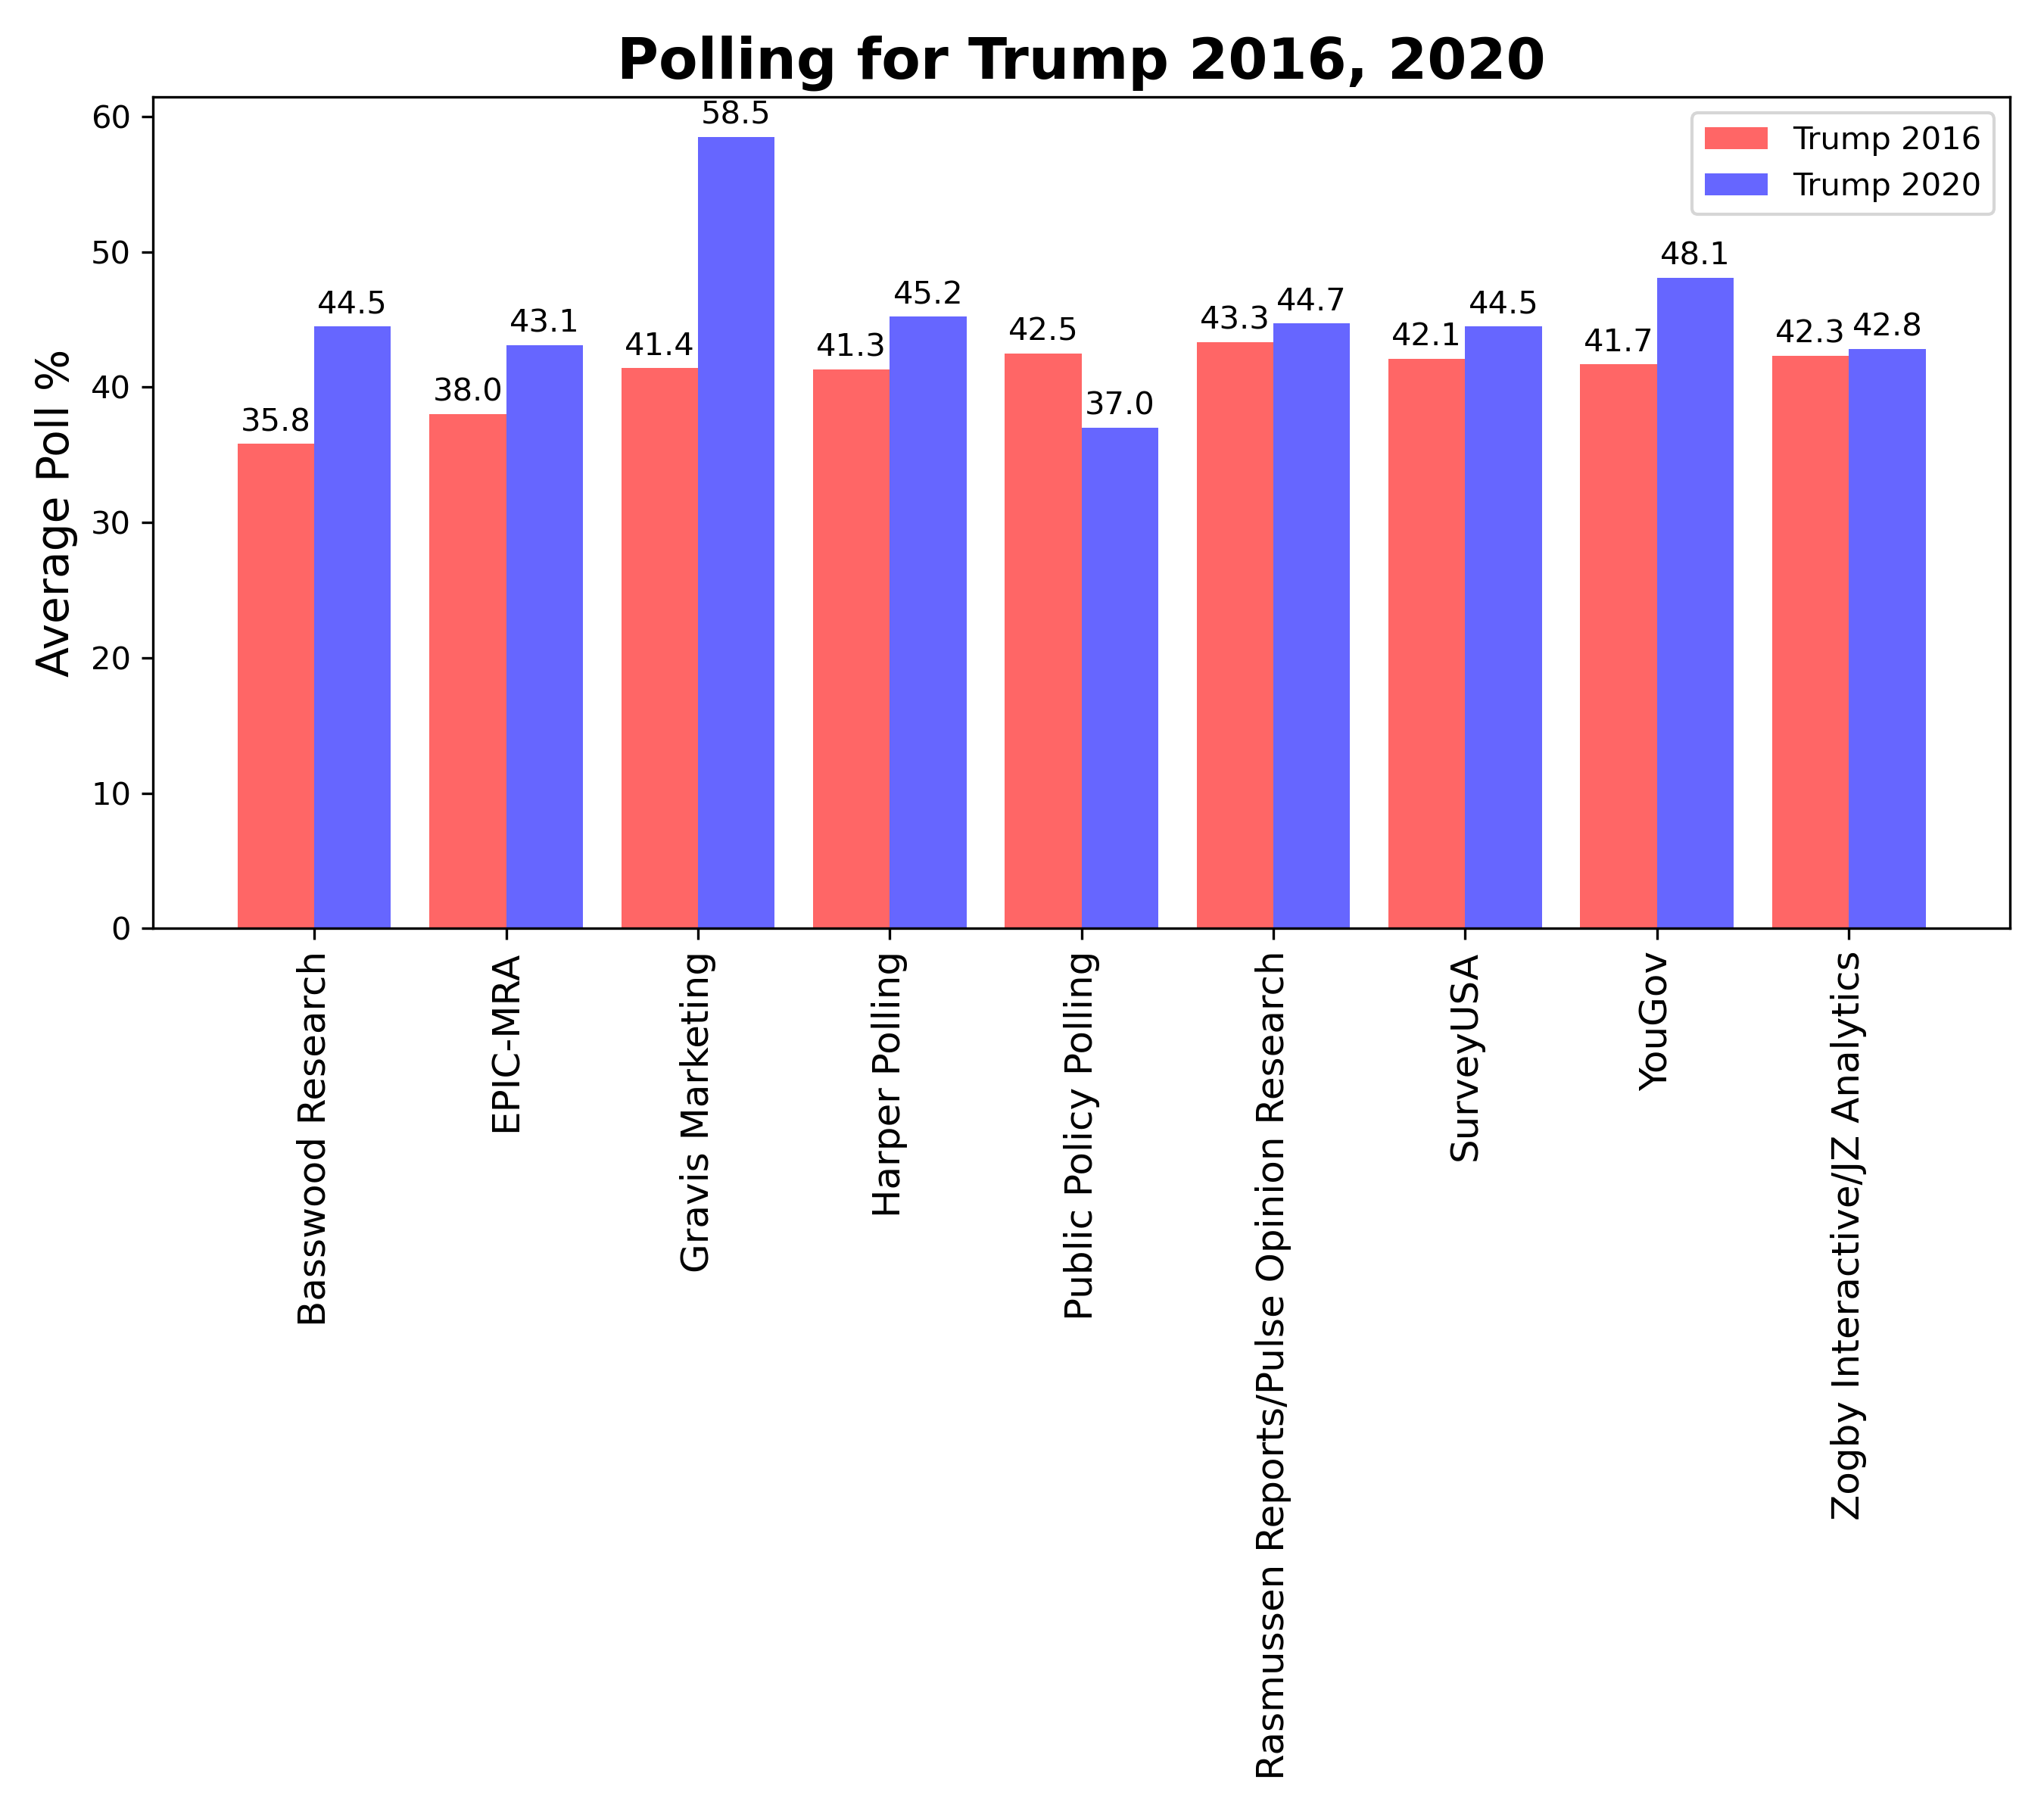 Polling for Trump 2016, 2020
Average Poll %
60
50
40
30
20
10
0
Trump 2016
Trump 2020
35.8
44.5
38.0
43.1
41.4
58.5
41.3
45.2
42.5
37.0
43.3
44.7
42.1
44.5
41.7
48.1
42.3
42.8
Basswood Research
EPIC-MRA
Gravis Marketing
Harper Polling
Public Policy Polling
Rasmussen Reports/Pulse Opinion Research
SurveyUSA
YouGov
Zogby Interactive/JZ Analytics